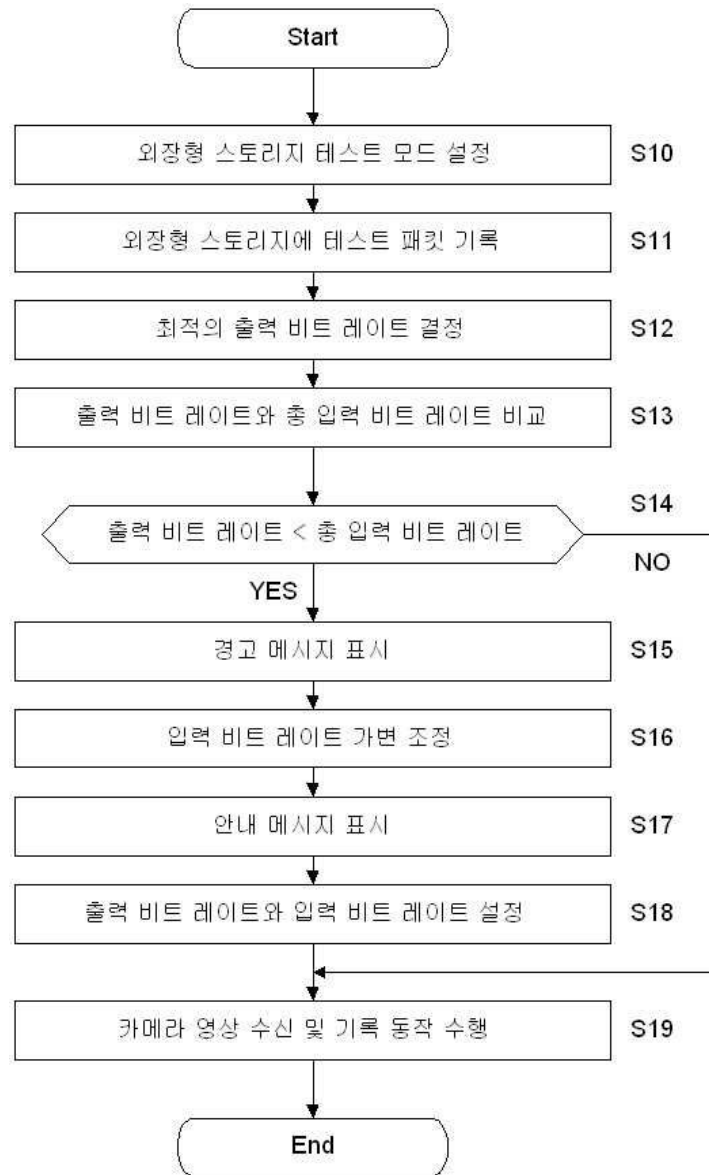 Start
외장형 스토리지 테스트 모드 설정 S10
외장형 스토리지에 테스트 패킷 기록 S11
최적의 출력 비트 레이트 결정 S12
출력 비트 레이트와 총 입력 비트 레이트 비교 S13
S14
출력 비트 레이트 < 총 입력 비트 레이트
NO
YES
경고 메시지 표시 S15
입력 비트 레이트 가변 조정 S16
안내 메시지 표시 S17
출력 비트 레이트와 입력 비트 레이트 설정 S18
카메라 영상 수신 및 기록 동작 수행 S19
End